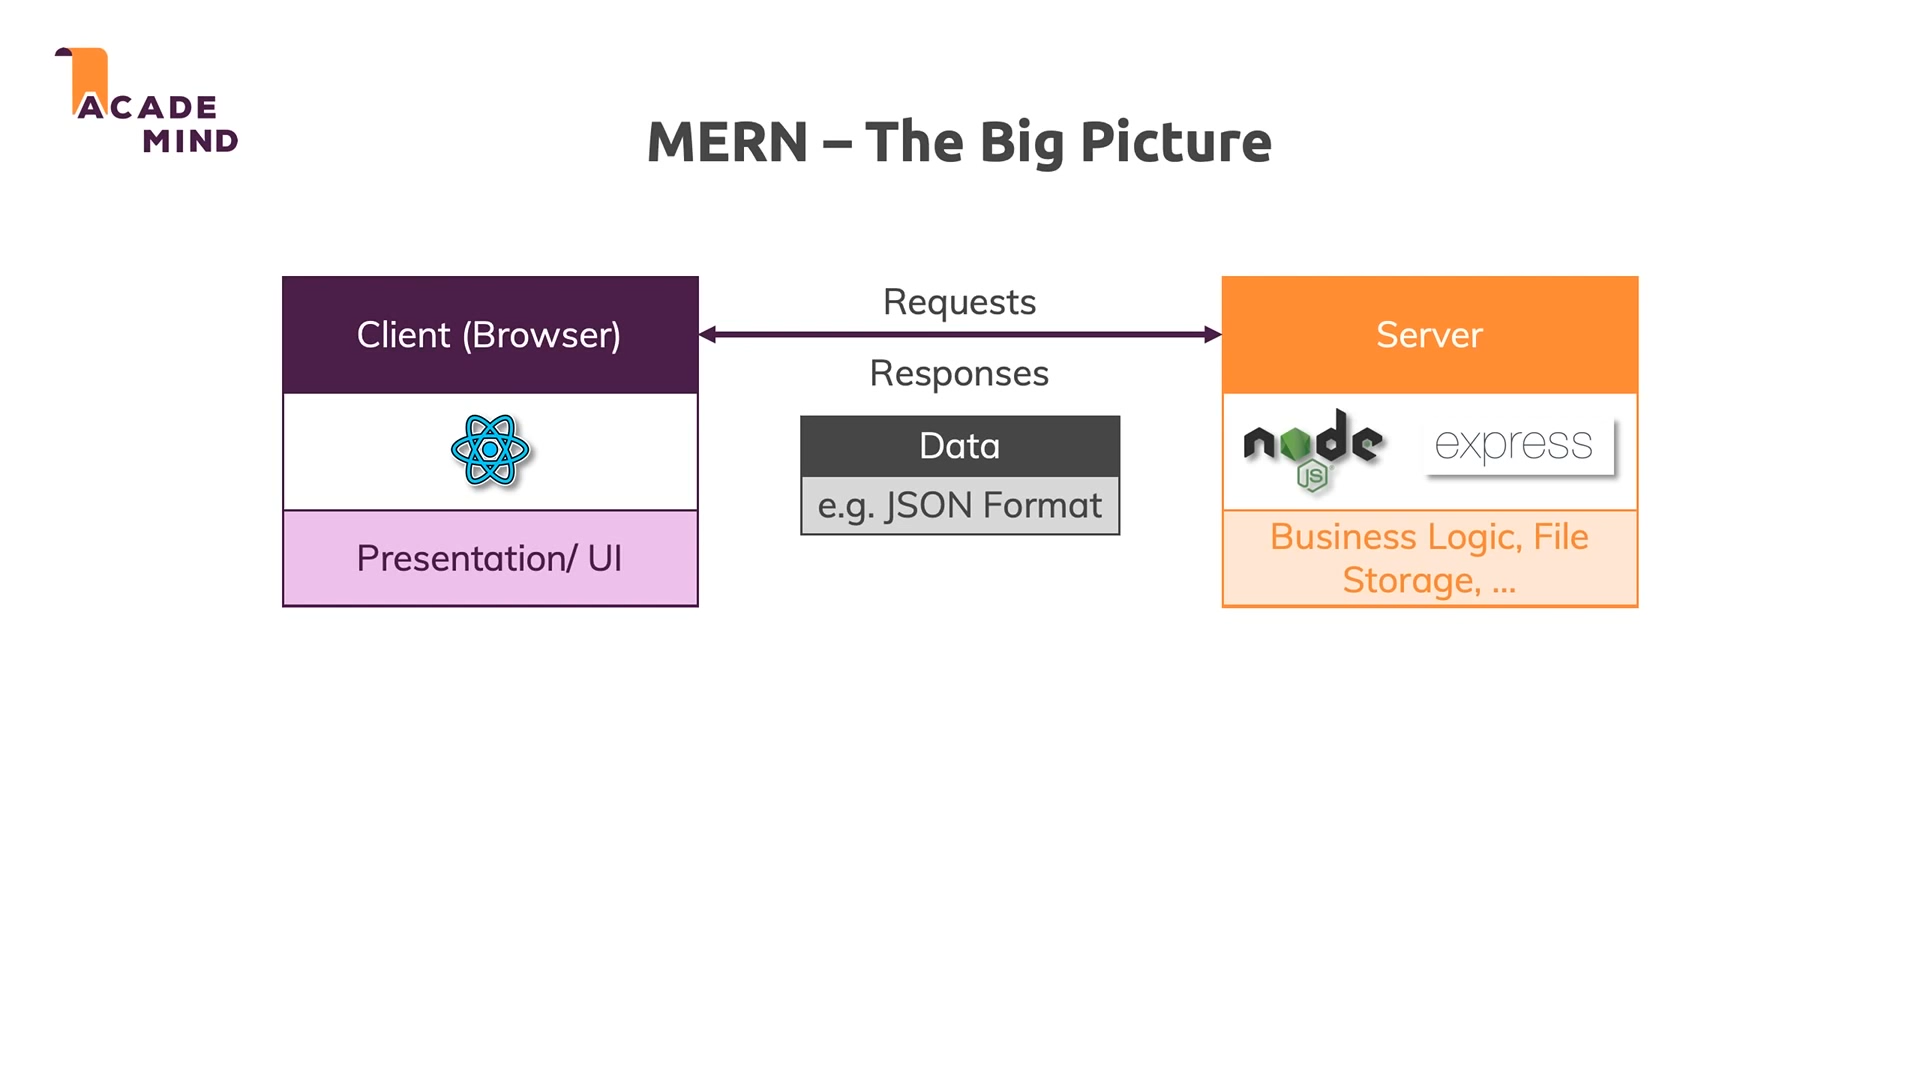 ACADE
MIND
MERN – The Big Picture
Client (Browser)
Presentation/ UI
Requests
Responses
Data
e.g. JSON Format
Server
node
JS
express
Business Logic, File
Storage, ...